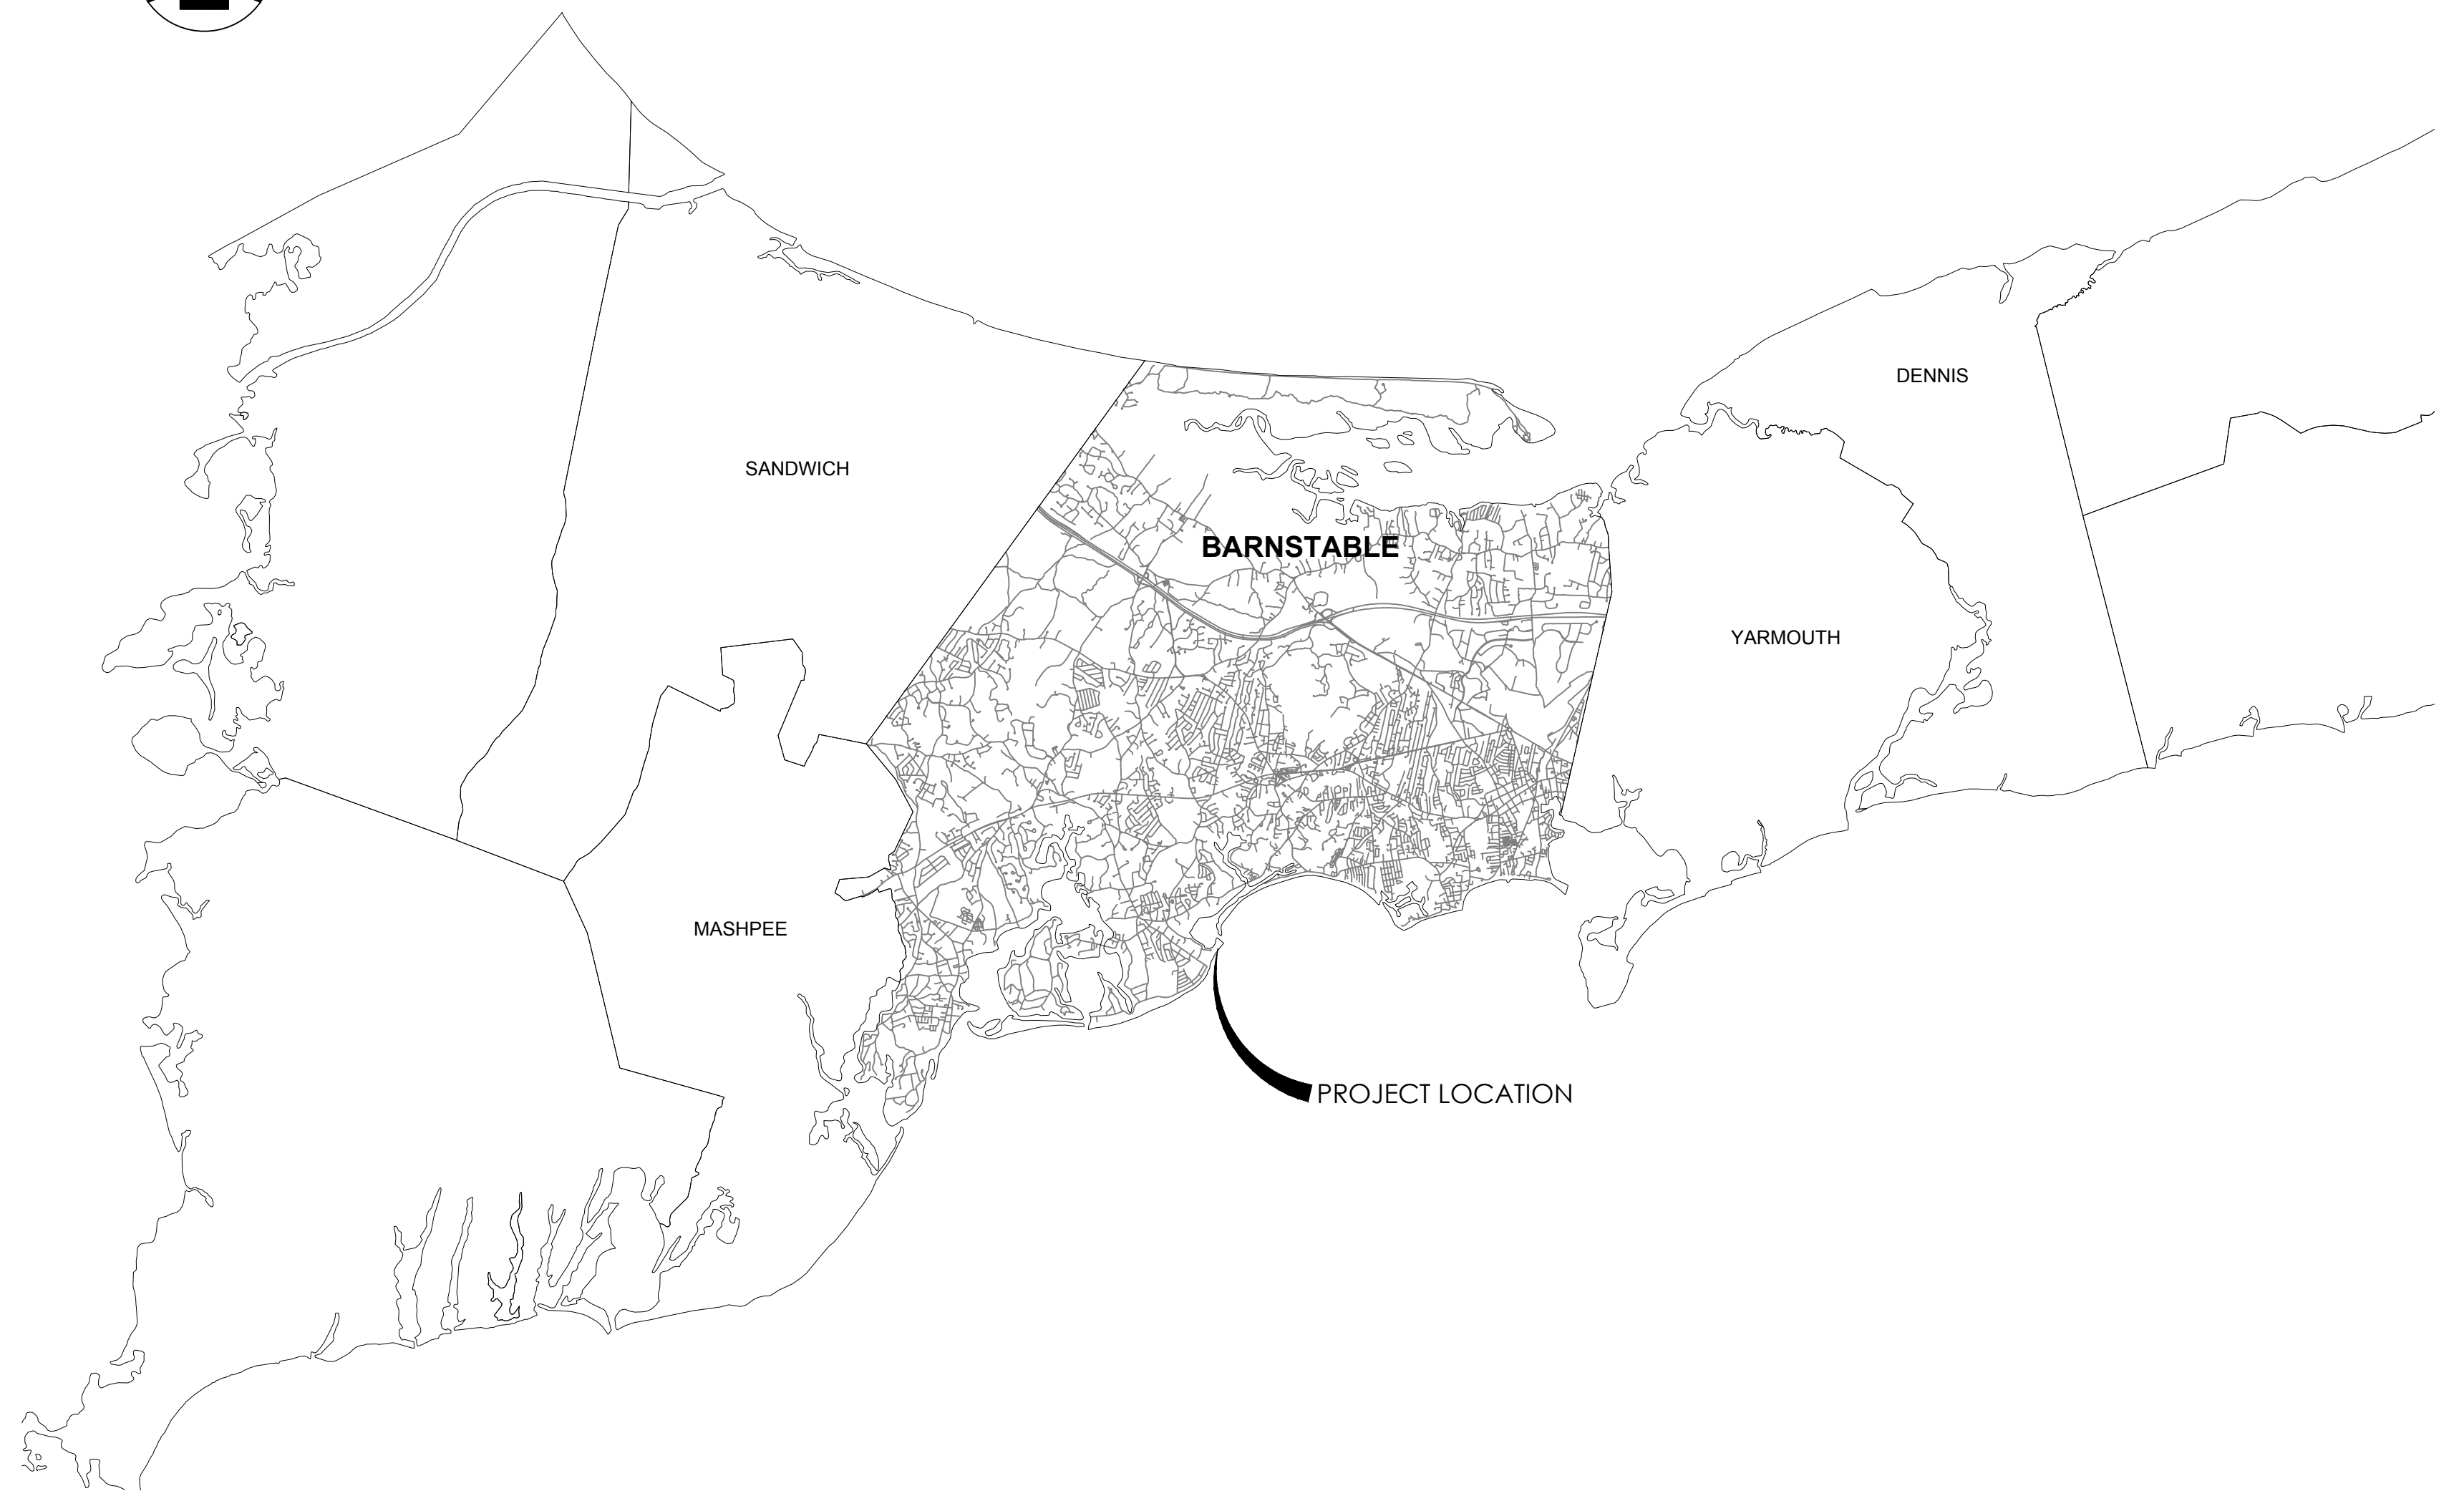 DENNIS
SANDWICH
BARNSTABLE
YARMOUTH
MASHPEE
PROJECT LOCATION